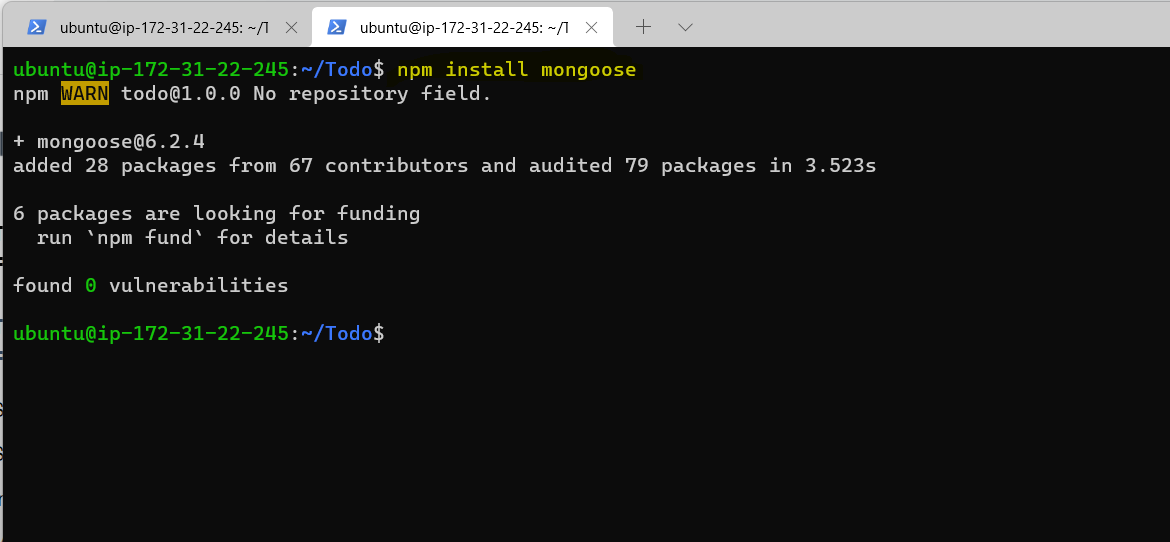 ubuntu@ip-172-31-22-245: ~/T
ubuntu@ip-172-31-22-245: ~/T
ubuntu@ip-172-31-22-245:~/Todo$ npm install mongoose
npm WARN todo@1.0.0 No repository field.
+ mongoose@6.2.4
added 28 packages from 67 contributors and audited 79 packages in 3.523s
6 packages are looking for funding
  run `npm fund` for details
found 0 vulnerabilities
ubuntu@ip-172-31-22-245:~/Todo$